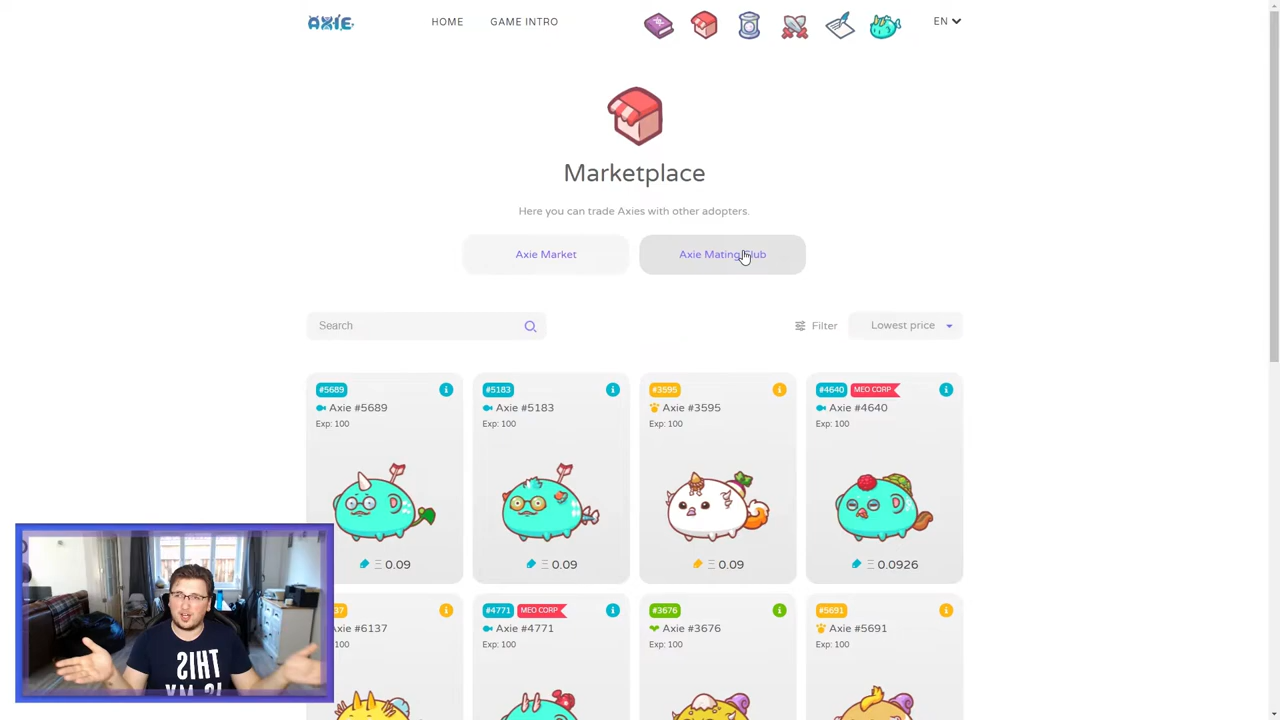 AXIE
HOME
GAME INTRO
EN
Marketplace
Here you can trade Axies with other adopters.
Axie Market
Axie Mating Club
Search
Filter
Lowest price
#5689
Axie #5689
Exp: 100
Ξ 0.09
#5183
Axie #5183
Exp: 100
Ξ 0.09
#3595
Axie #3595
Exp: 100
Ξ 0.09
#4640 MEO CORP
Axie #4640
Exp: 100
Ξ 0.0926
#4771 MEO CORP
Axie #4771
Exp: 100
#3676
Axie #3676
Exp: 100
#5691
Axie #5691
Exp: 100
THIS